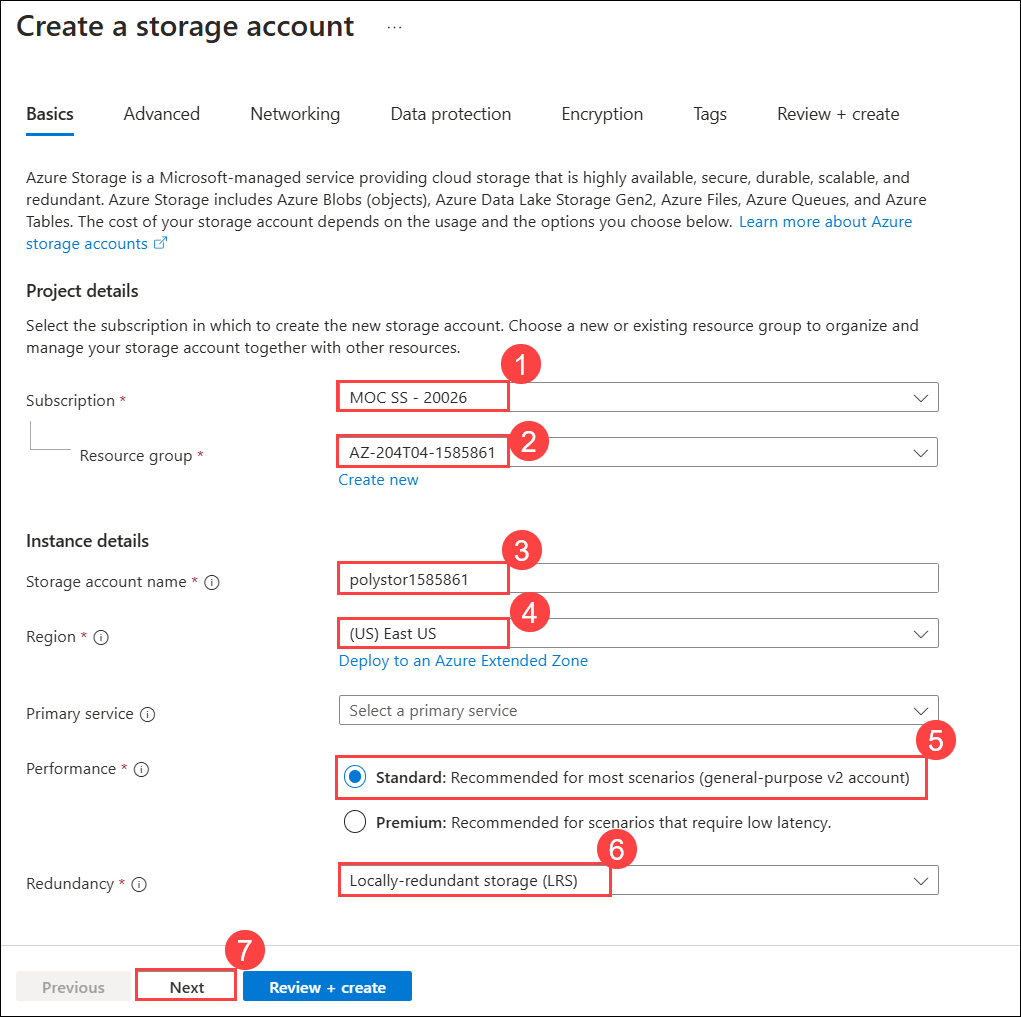 Create a storage account ...
Basics Advanced Networking Data protection Encryption Tags Review + create
Azure Storage is a Microsoft-managed service providing cloud storage that is highly available, secure, durable, scalable, and
redundant. Azure Storage includes Azure Blobs (objects), Azure Data Lake Storage Gen2, Azure Files, Azure Queues, and Azure
Tables. The cost of your storage account depends on the usage and the options you choose below. Learn more about Azure
storage accounts
Project details
Select the subscription in which to create the new storage account. Choose a new or existing resource group to organize and
manage your storage account together with other resources.
1
Subscription * MOC SS - 20026
2
Resource group * AZ-204T04-1585861
Create new
Instance details
3
Storage account name * polystor1585861
4
Region * (US) East US
Deploy to an Azure Extended Zone
Primary service Select a primary service
5
Performance * Standard: Recommended for most scenarios (general-purpose v2 account)
Premium: Recommended for scenarios that require low latency.
6
Redundancy * Locally-redundant storage (LRS)
7
Previous Next Review + create